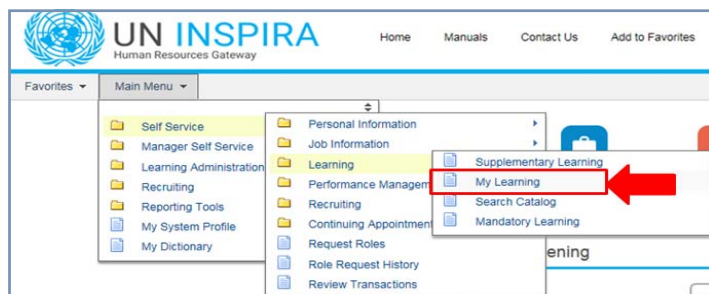 UN INSPIRA
Human Resources Gateway
Home Manuals Contact Us Add to Favorites
Favorites Main Menu
Self Service
Manager Self Service
Learning Administration
Recruiting
Reporting Tools
My System Profile
My Dictionary
Personal Information
Job Information
Learning
Performance Managem
Recruiting
Continuing Appointment
Request Roles
Role Request History
Review Transactions
Supplementary Learning
My Learning
Search Catalog
Mandatory Learning
ening